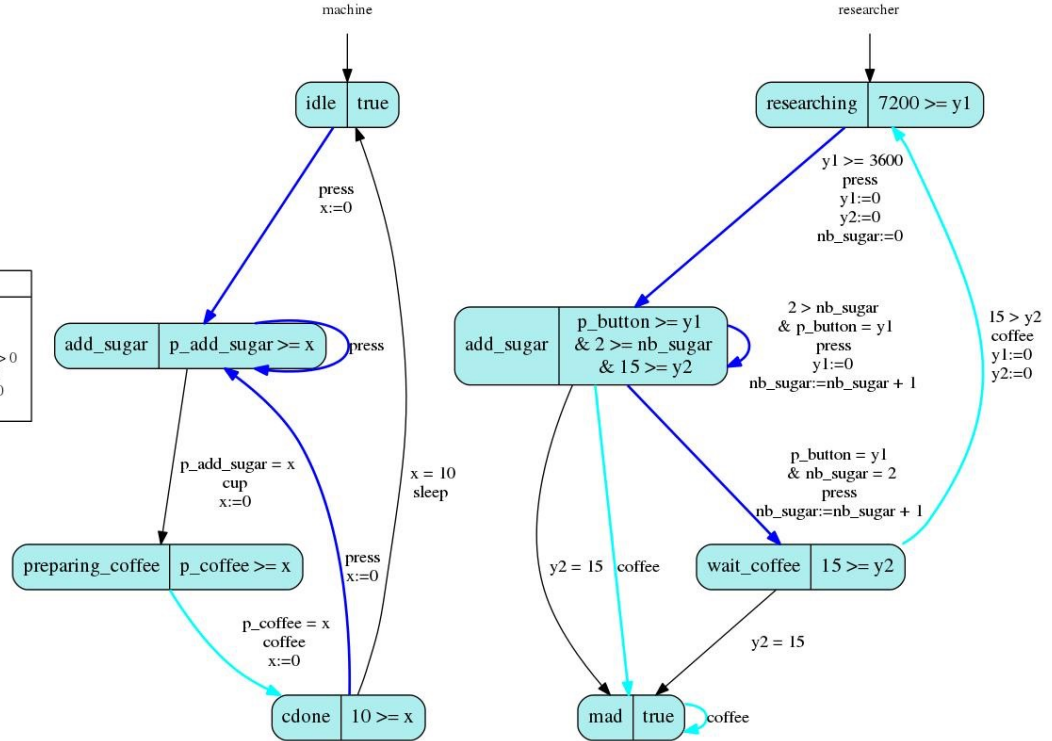 machine
idle
true
press
x:=0
add_sugar
p_add_sugar >= x
press
p_add_sugar = x
cup
x:=0
x = 10
sleep
press
x:=0
preparing_coffee
p_coffee >= x
p_coffee = x
coffee
x:=0
cdone
10 >= x
> 0
0
researcher
researching
7200 >= y1
y1 >= 3600
press
y1:=0
y2:=0
nb_sugar:=0
add_sugar
p_button >= y1
& 2 >= nb_sugar
& 15 >= y2
2 > nb_sugar
& p_button = y1
press
y1:=0
nb_sugar:=nb_sugar + 1
15 > y2
coffee
y1:=0
y2:=0
p_button = y1
& nb_sugar = 2
press
nb_sugar:=nb_sugar + 1
y2 = 15
coffee
wait_coffee
15 >= y2
y2 = 15
mad
true
coffee